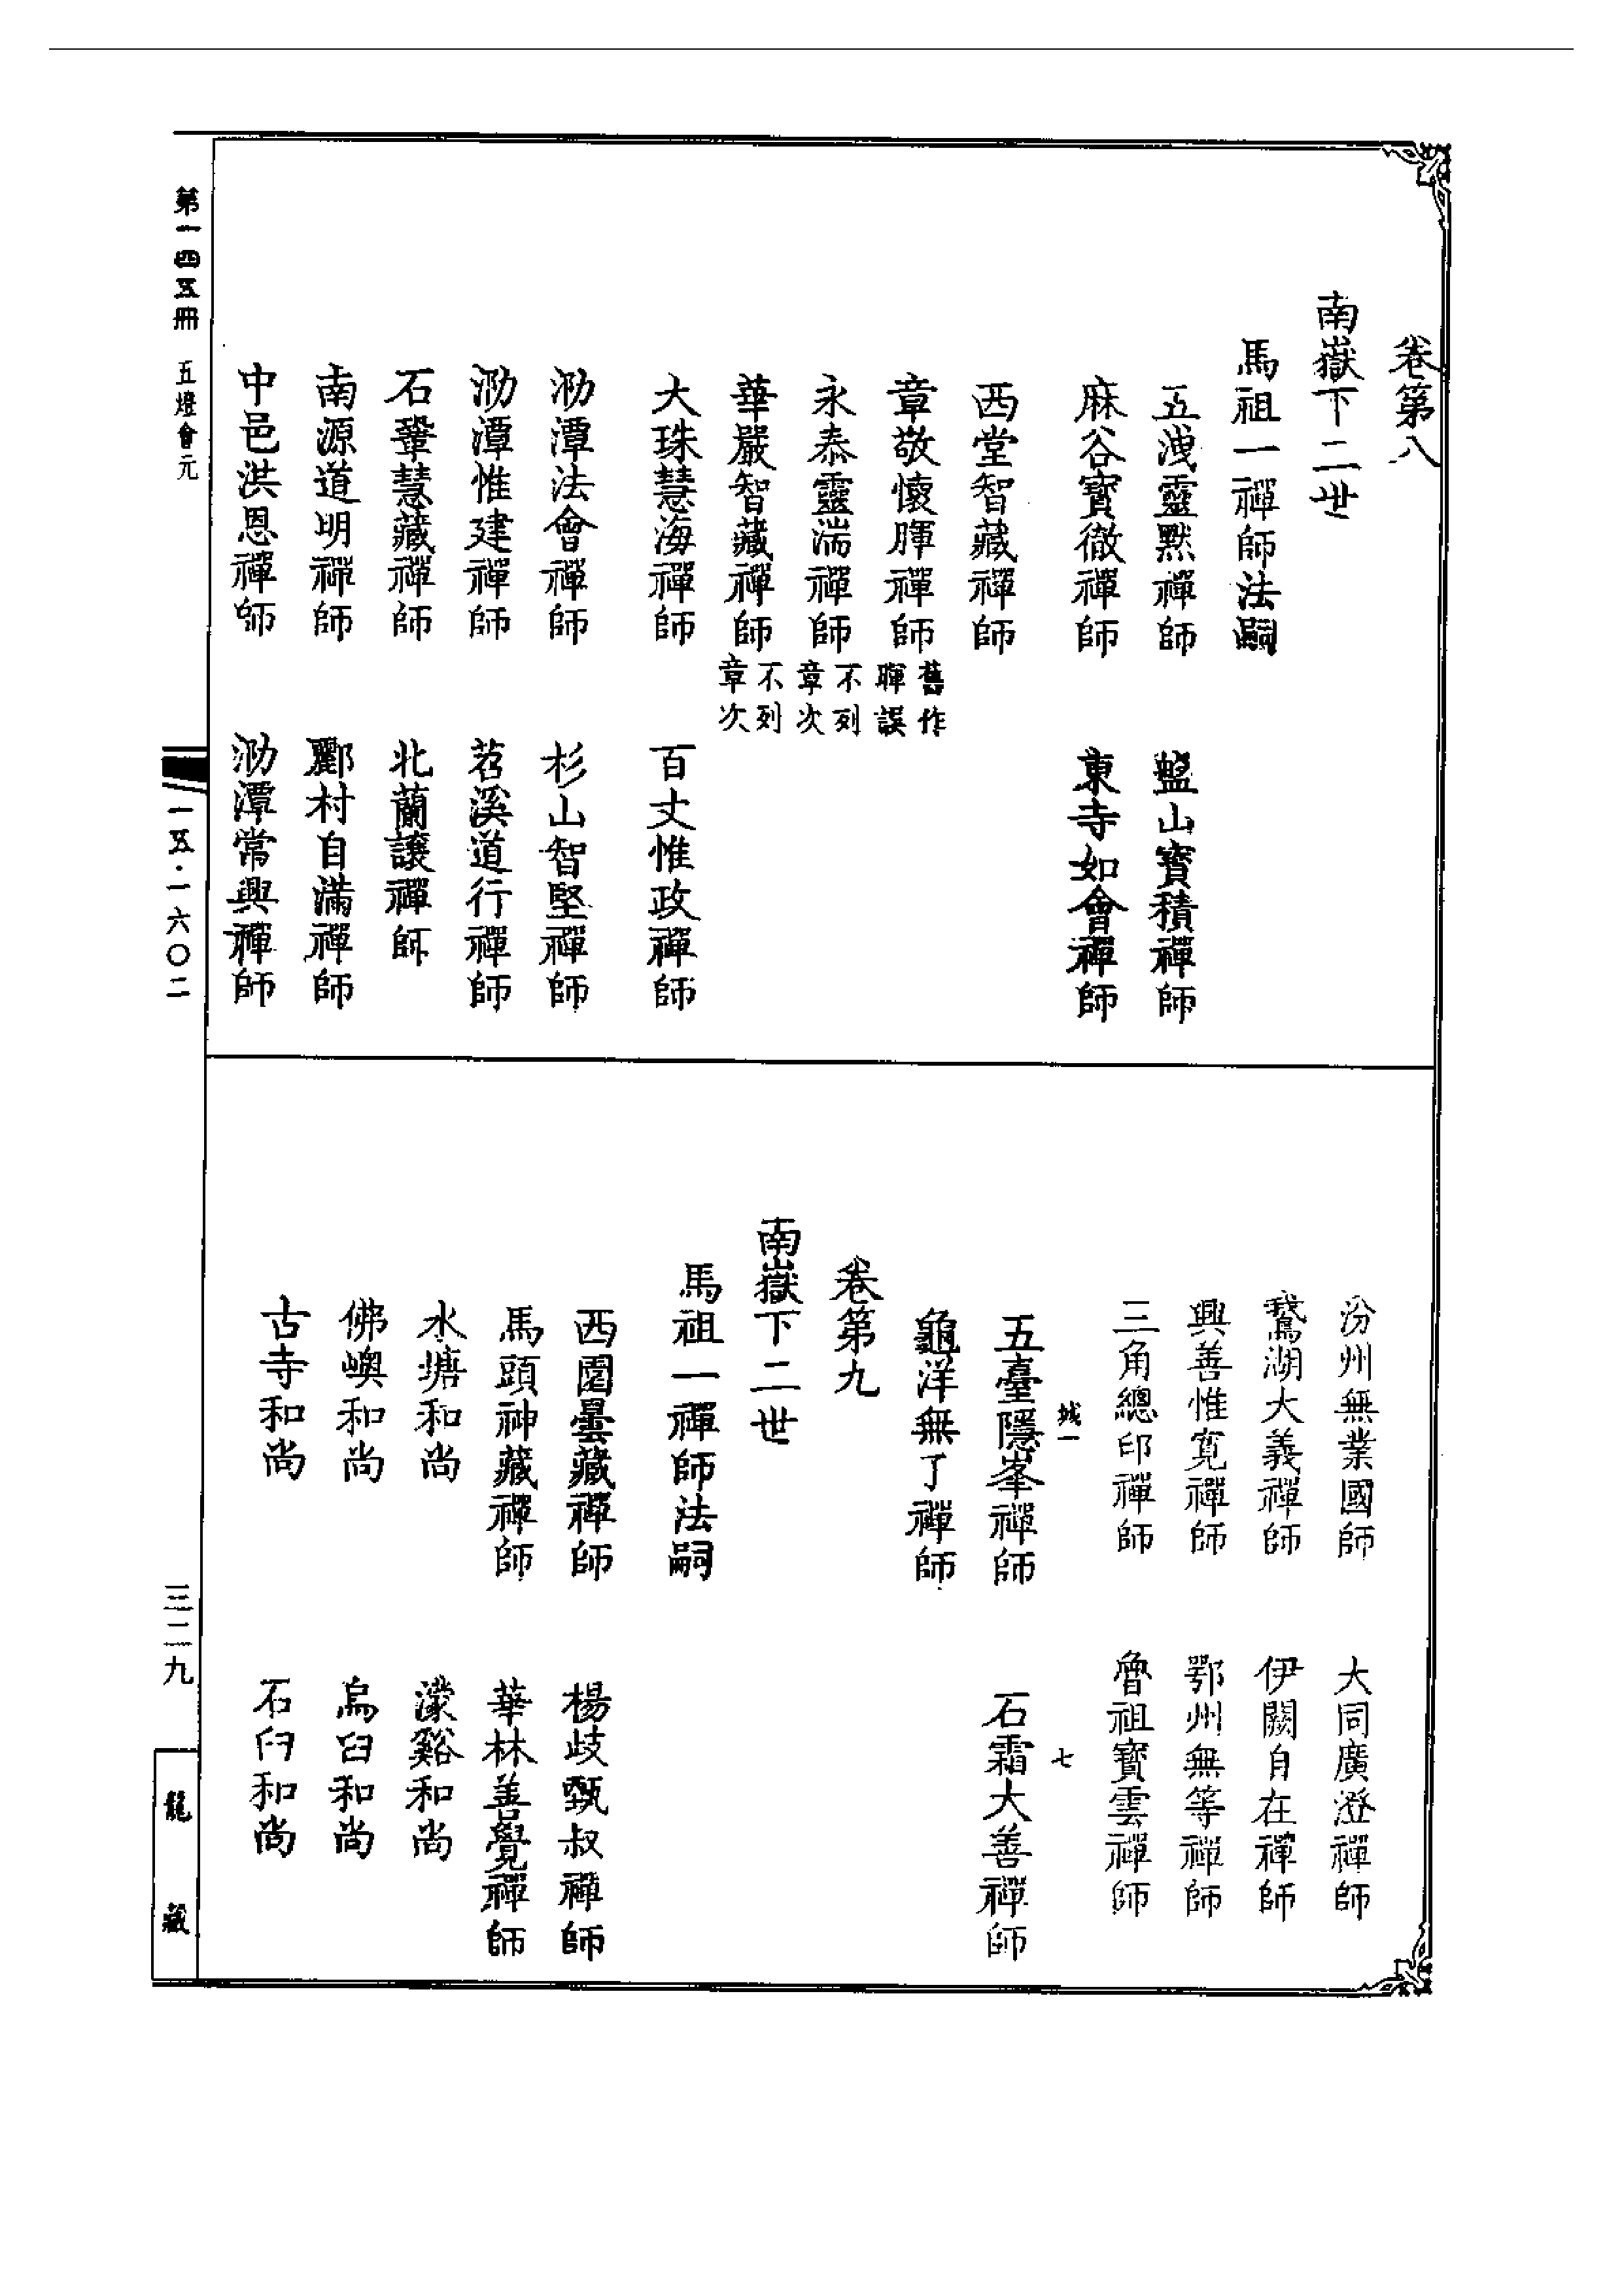 卷第八
南嶽下二世
馬祖一禪師法嗣
五洩靈默禪師　盤山寶積禪師
麻谷寶徹禪師　東寺如會禪師
西堂智藏禪師
章敬懷暉禪師　舊作暉誤
永泰靈湍禪師　不列章次
華嚴智藏禪師　不列章次
大珠慧海禪師　百丈惟政禪師
泐潭法會禪師　杉山智堅禪師
泐潭惟建禪師　茗溪道行禪師
石鞏慧藏禪師　北蘭讓禪師
南源道明禪師　酈村自滿禪師
中邑洪恩禪師　泐潭常興禪師
汾州無業國師　大同廣澄禪師
鵞湖大義禪師　伊闕自在禪師
興善惟寬禪師　鄂州無等禪師
三角總印禪師　魯祖寶雲禪師
城一　七
五臺隱峯禪師　石霜大善禪師
龜洋無了禪師
卷第九
南嶽下二世
馬祖一禪師法嗣
西園曇藏禪師　楊歧甄叔禪師
馬頭神藏禪師　華林善覺禪師
水塘和尚　濛谿和尚
佛㠗和尚　烏臼和尚
古寺和尚　石臼和尚
第一四五冊　五燈會元
一五·一六〇二
三二九
龍藏